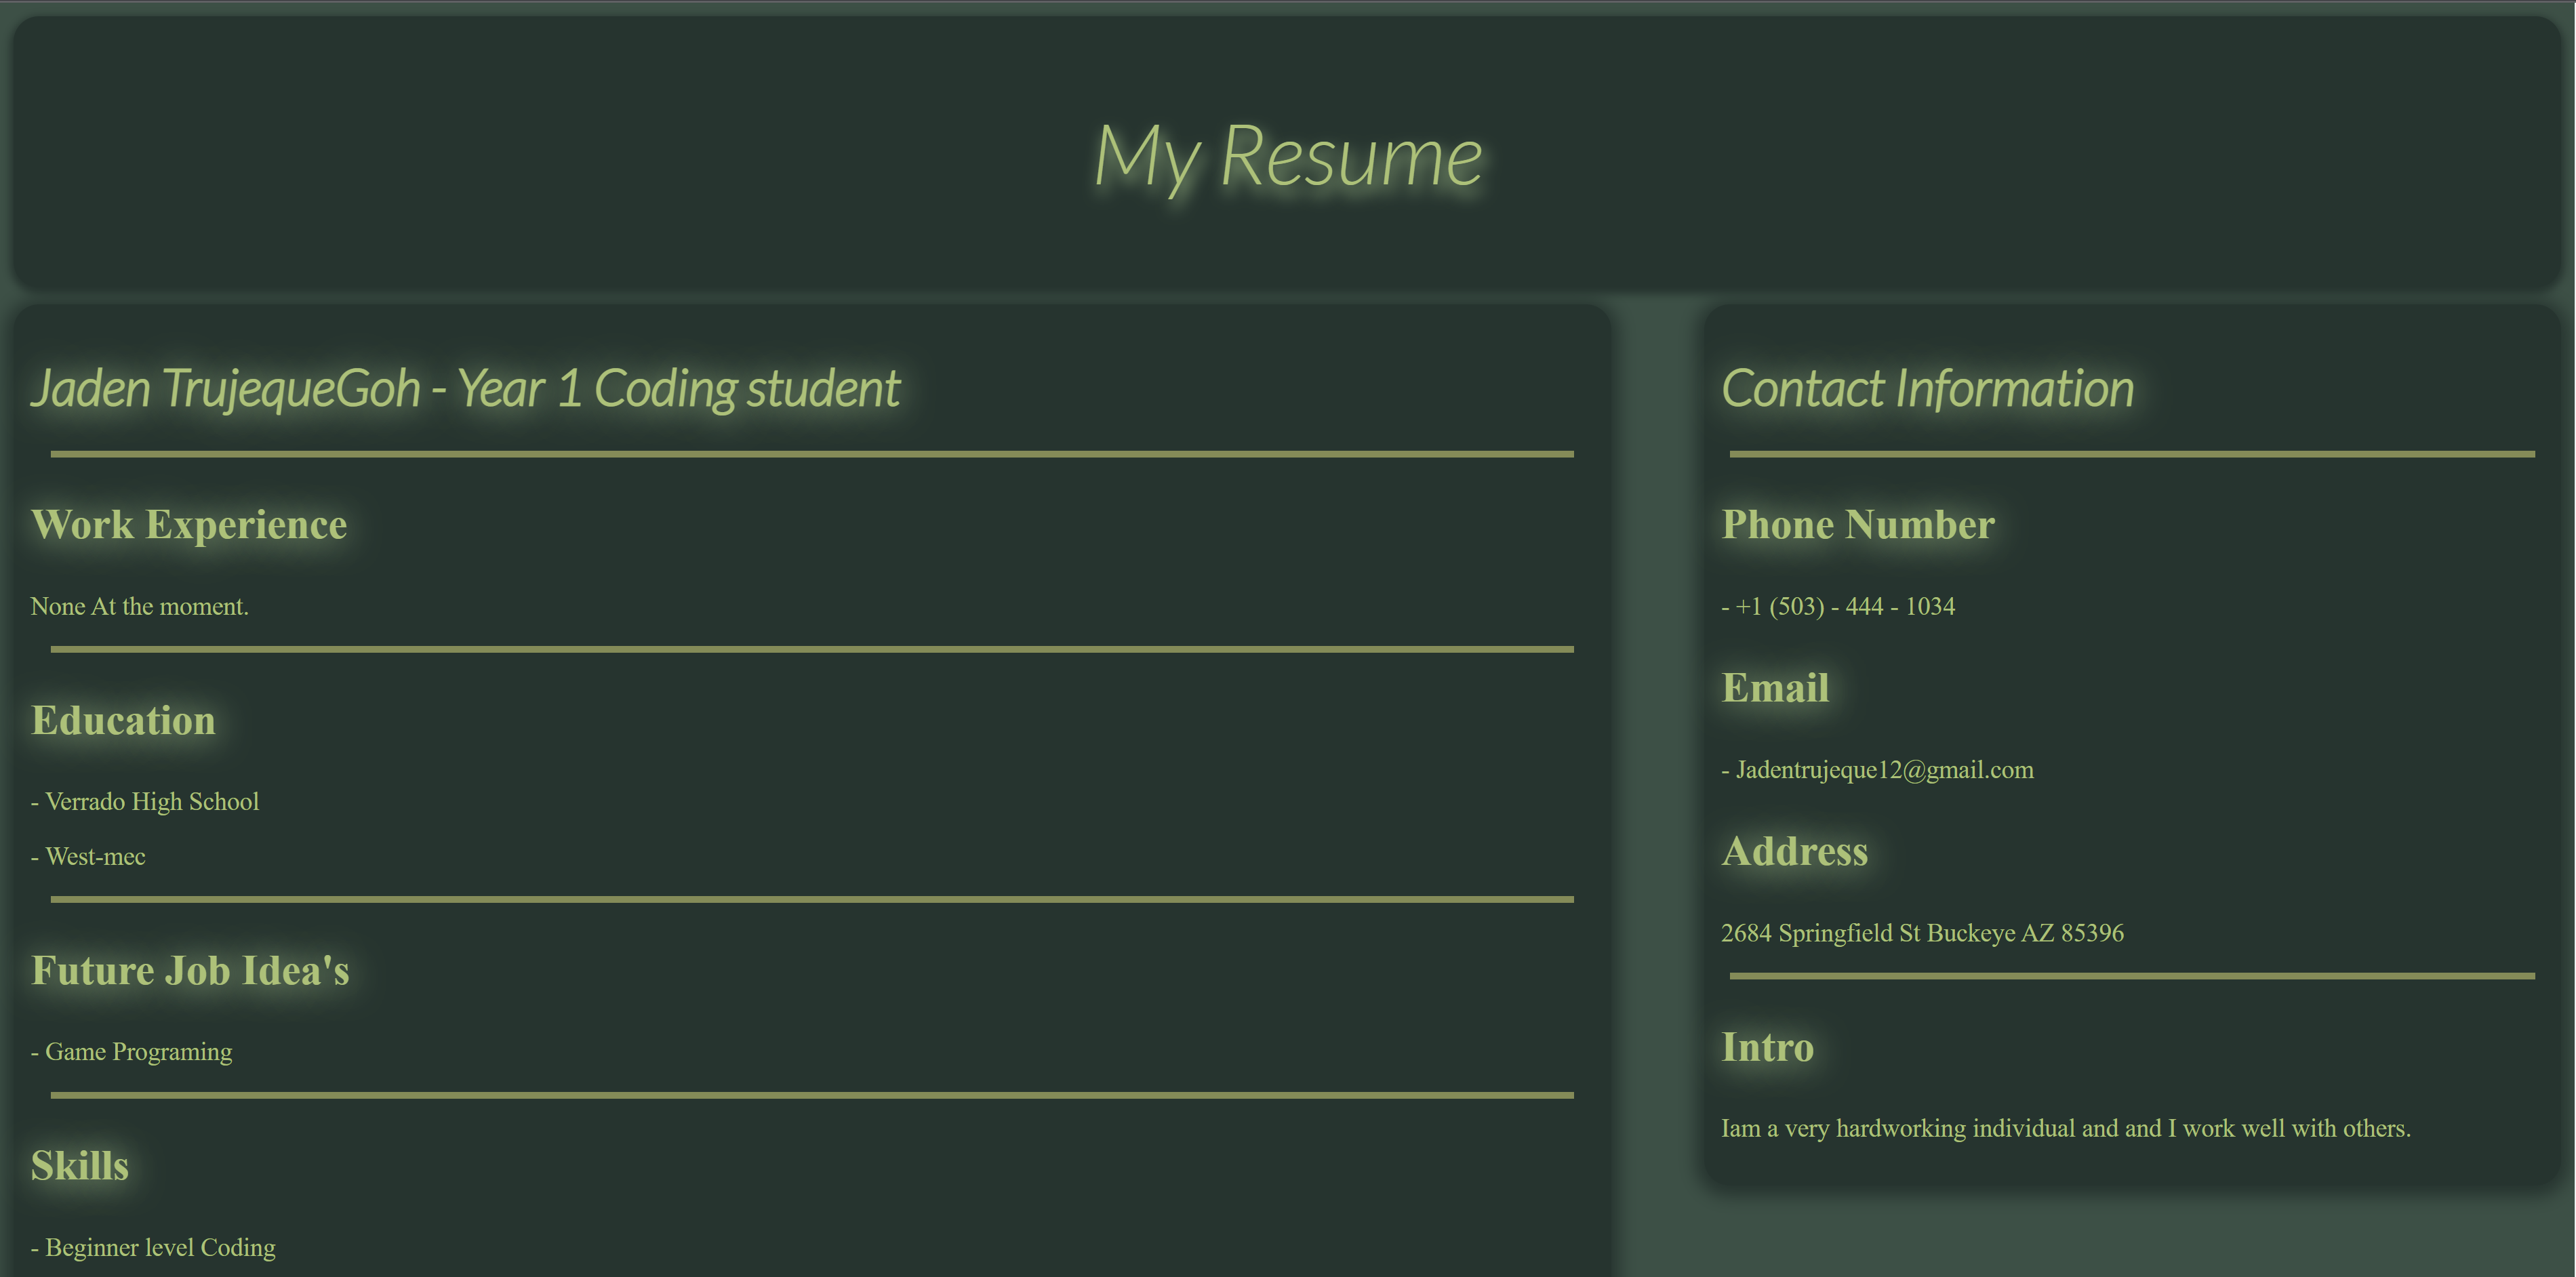 My Resume
Jaden TrujequeGoh - Year 1 Coding student
Work Experience
None At the moment.
Education
- Verrado High School
- West-mec
Future Job Idea's
- Game Programing
Skills
- Beginner level Coding
Contact Information
Phone Number
- +1 (503) - 444 - 1034
Email
- Jadentrujeque12@gmail.com
Address
2684 Springfield St Buckeye AZ 85396
Intro
Iam a very hardworking individual and and I work well with others.